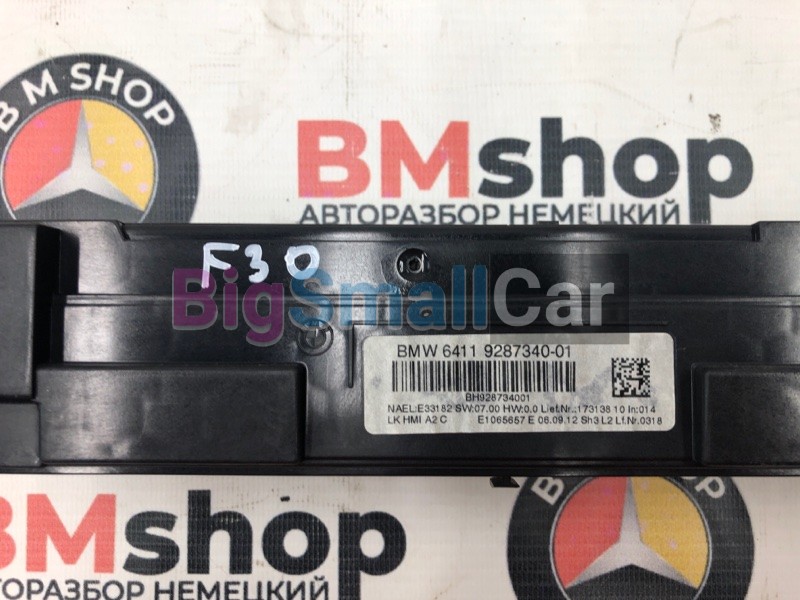 BM SHOP
BMshop
АВТОРАЗБОР НЕМЕЦКИЙ
F30
BigSmallCar
BMW 6411 9287340-01
BH928734001
NAEL:E33182 SW:07.00 HW:0.0 Lief.Nr.:173138 10 In:014
LK HMI A2 C E1065657 E 06.09.12 Sh3 L2 Lf.Nr.0318
BMshop
АВТОРАЗБОР НЕМЕЦКИЙ